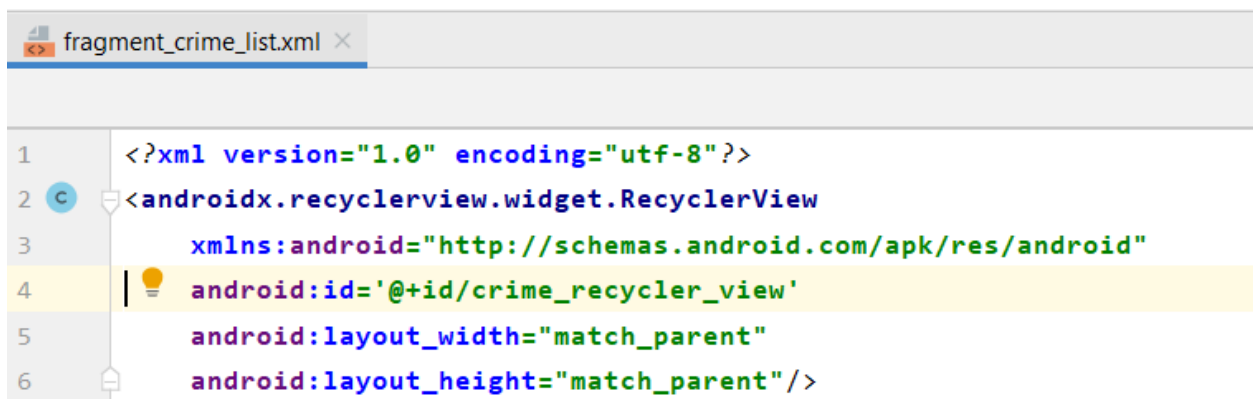 fragment_crime_list.xml
1 <?xml version="1.0" encoding="utf-8"?>
2 C <androidx.recyclerview.widget.RecyclerView
3 xmlns:android="http://schemas.android.com/apk/res/android"
4 android:id='@+id/crime_recycler_view'
5 android:layout_width="match_parent"
6 android:layout_height="match_parent"/>